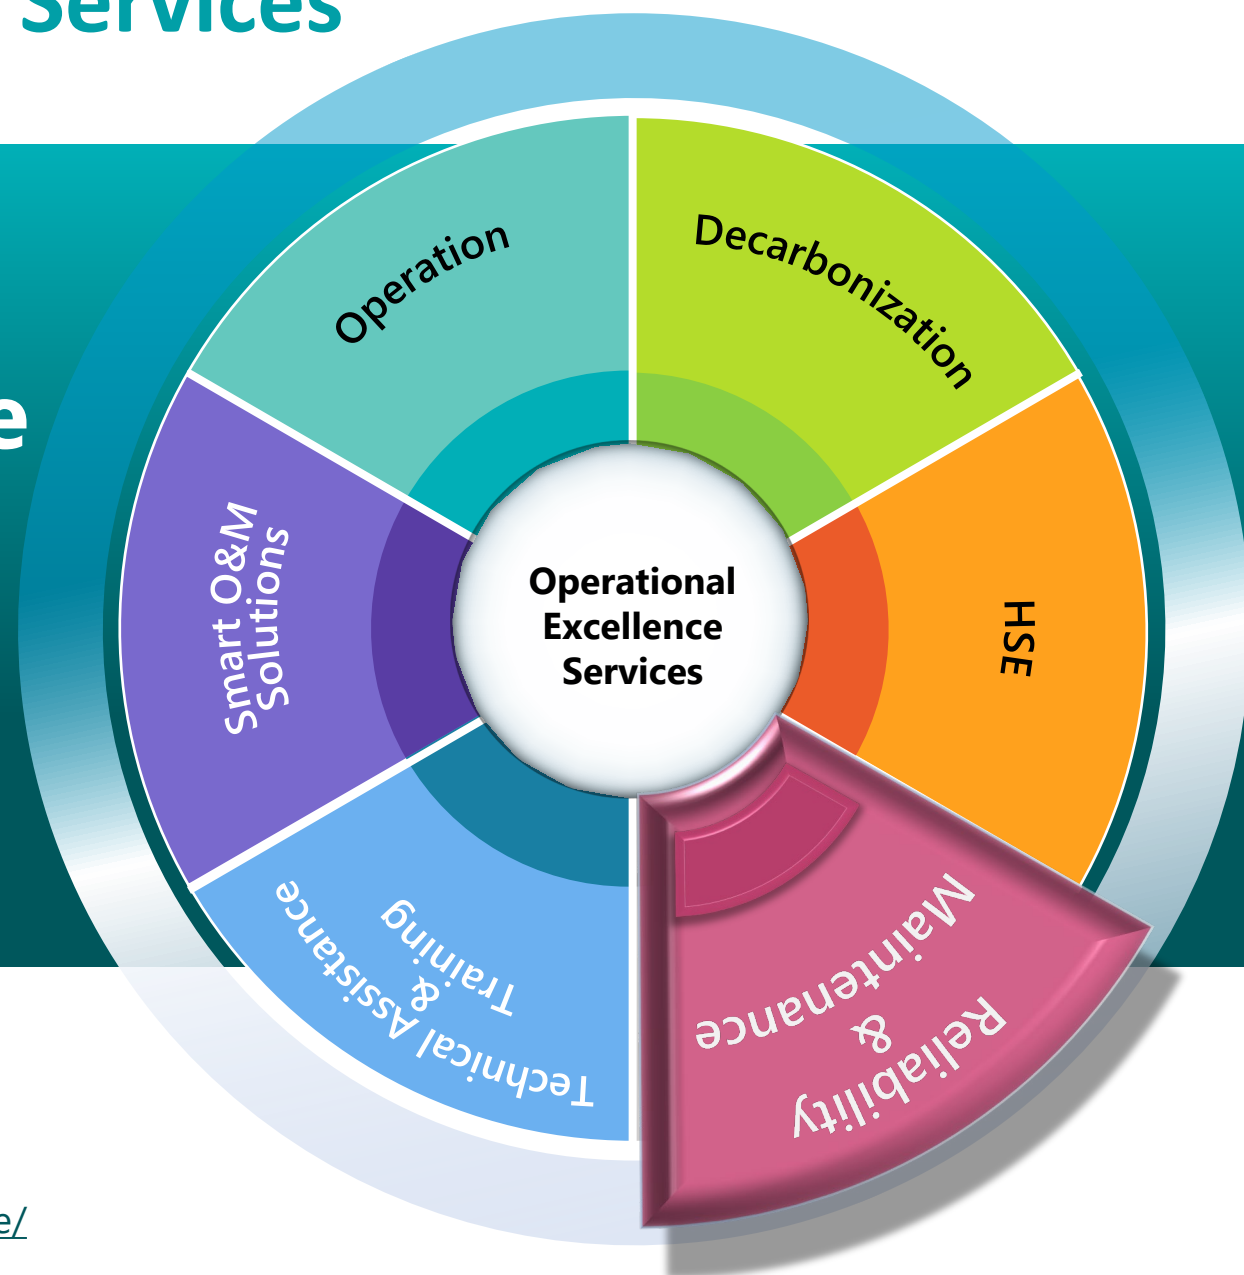 Services
Operation
Decarbonization
e
Smart O&M
Solutions
Operational
Excellence
Services
HSE
Technical Assistance
&
Training
Reliability
&
Maintenance
e/